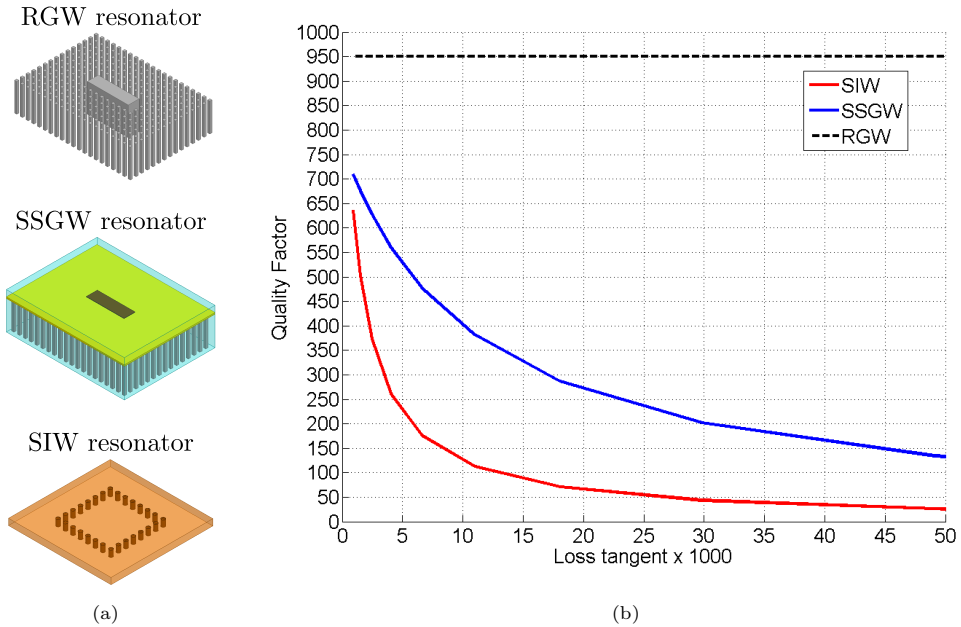 RGW resonator
SSGW resonator
SIW resonator
(a)
1000
950
900
850
800
750
700
650
600
550
500
450
400
350
300
250
200
150
100
50
0
Quality Factor
SIW
SSGW
RGW
0 5 10 15 20 25 30 35 40 45 50
Loss tangent x 1000
(b)